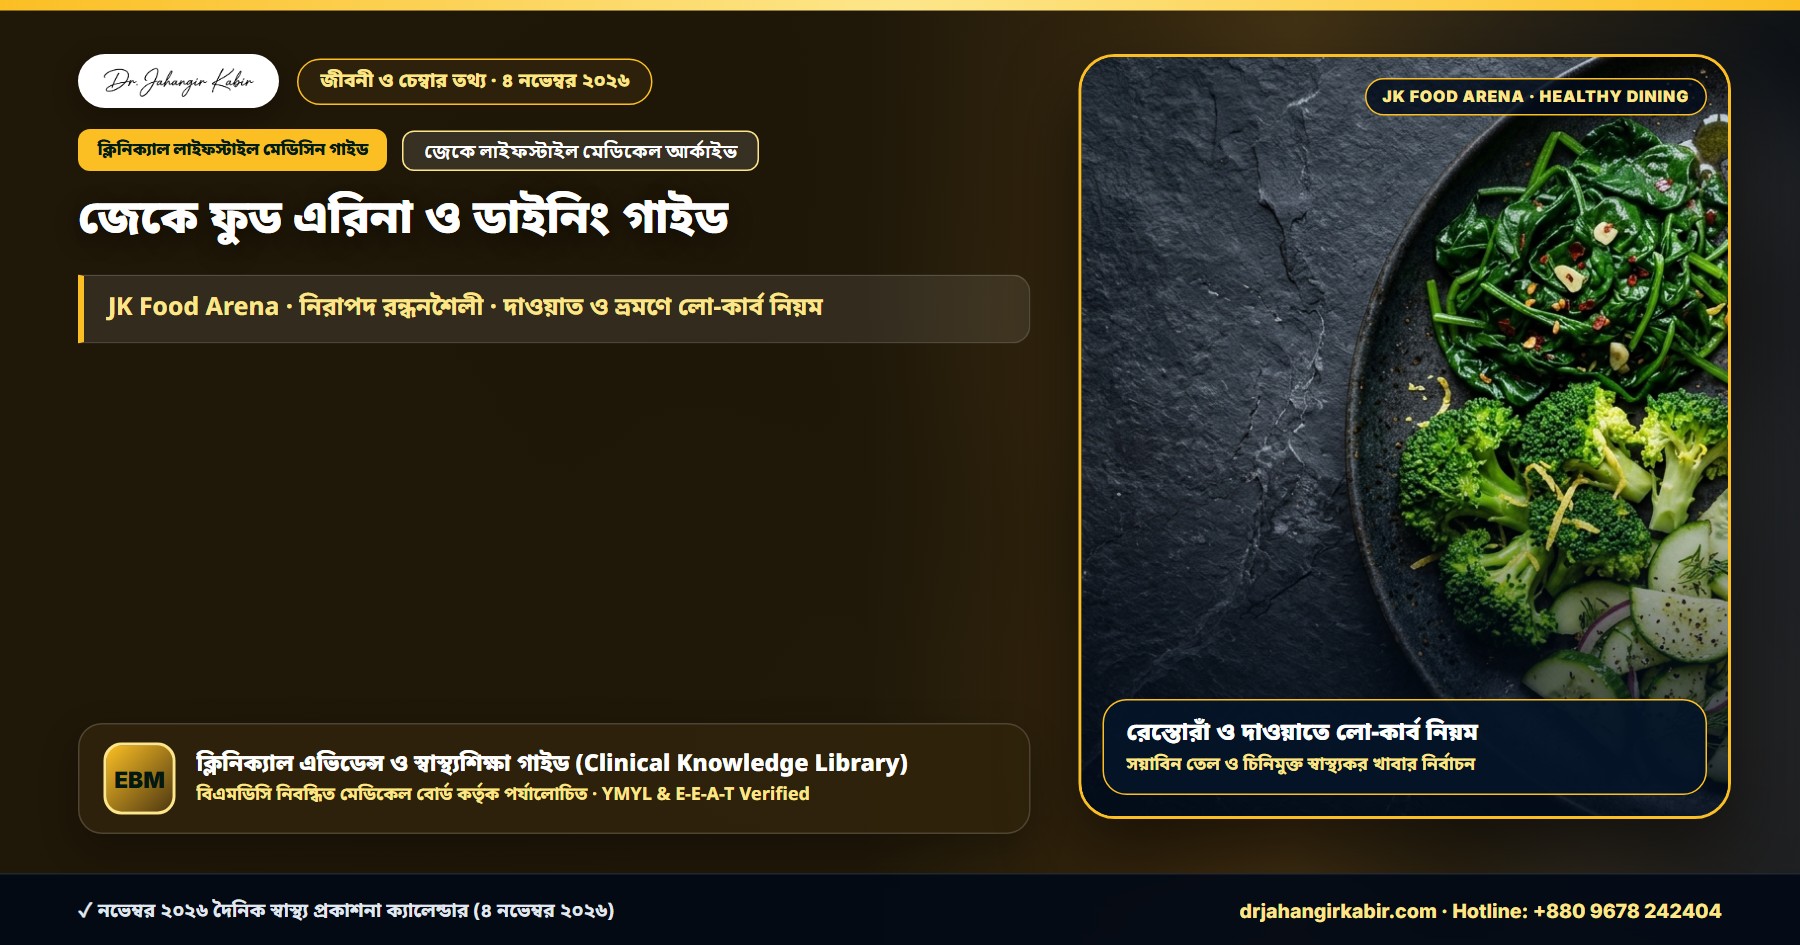 Dr. Jahangir Kabir
জীবনী ও চেম্বার তথ্য · ৪ নভেম্বর ২০২৬
ক্লিনিক্যাল লাইফস্টাইল মেডিসিন গাইড
জেকে লাইফস্টাইল মেডিকেল আর্কাইভ
জেকে ফুড এরিনা ও ডাইনিং গাইড
JK Food Arena · নিরাপদ রন্ধনশৈলী · দাওয়াত ও ভ্রমণে লো-কার্ব নিয়ম
EBM
ক্লিনিক্যাল এভিডেন্স ও স্বাস্থ্যশিক্ষা গাইড (Clinical Knowledge Library)
বিএমডিসি নিবন্ধিত মেডিকেল বোর্ড কর্তৃক পর্যালোচিত · YMYL & E-E-A-T Verified
JK FOOD ARENA · HEALTHY DINING
রেস্তোরাঁ ও দাওয়াতে লো-কার্ব নিয়ম
সয়াবিন তেল ও চিনিমুক্ত স্বাস্থ্যকর খাবার নির্বাচন
✓ নভেম্বর ২০২৬ দৈনিক স্বাস্থ্য প্রকাশনা ক্যালেন্ডার (৪ নভেম্বর ২০২৬)
drjahangirkabir.com · Hotline: +880 9678 242404